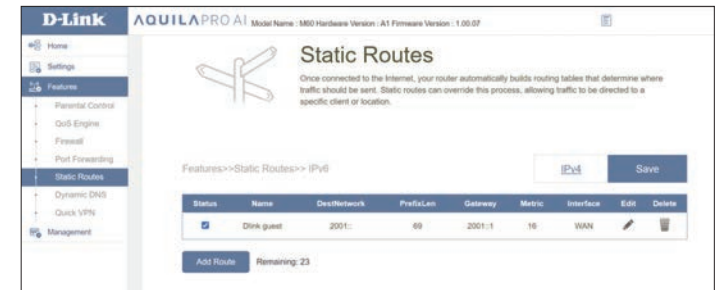 D-Link
AQUILA PRO AI Model Name : M60 Hardware Version : A1 Firmware Version : 1.00.07
Home
Settings
Features
Parental Control
QoS Engine
Firewall
Port Forwarding
Static Routes
Dynamic DNS
Quick VPN
Management
Static Routes
Once connected to the Internet, your router automatically builds routing tables that determine where
traffic should be sent. Static routes can override this process, allowing traffic to be directed to a
specific client or location.
Features>>Static Routes>> IPv6
IPv4
Save
Status Name DestNetwork PrefixLen Gateway Metric Interface Edit Delete
Dlink guest 2001:: 69 2001::1 16 WAN
Add Route Remaining: 23